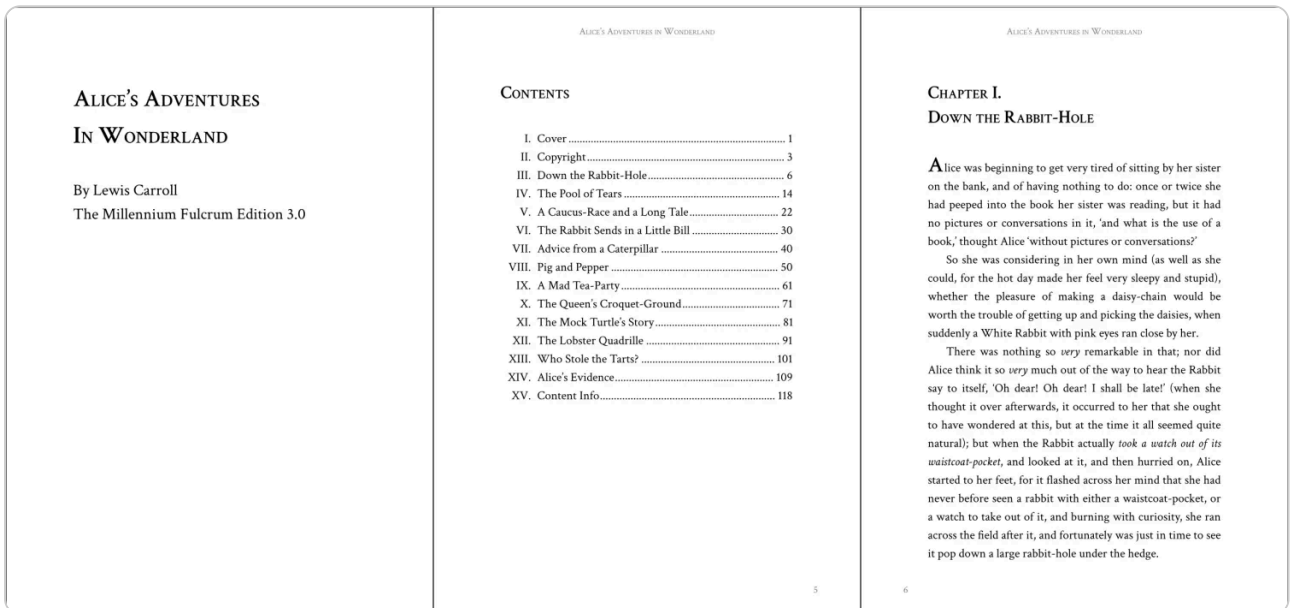 Alice's Adventures
In Wonderland
By Lewis Carroll
The Millennium Fulcrum Edition 3.0
Alice's Adventures in Wonderland
Contents
I. Cover ........................................................................... 1
II. Copyright...................................................................... 3
III. Down the Rabbit-Hole................................................ 6
IV. The Pool of Tears ....................................................... 14
V. A Caucus-Race and a Long Tale............................... 22
VI. The Rabbit Sends in a Little Bill .............................. 30
VII. Advice from a Caterpillar ......................................... 40
VIII. Pig and Pepper ........................................................... 50
IX. A Mad Tea-Party........................................................ 61
X. The Queen's Croquet-Ground.................................. 71
XI. The Mock Turtle's Story............................................ 81
XII. The Lobster Quadrille ............................................... 91
XIII. Who Stole the Tarts? ............................................... 101
XIV. Alice's Evidence........................................................ 109
XV. Content Info.............................................................. 118
5
Alice's Adventures in Wonderland
Chapter I.
Down the Rabbit-Hole
Alice was beginning to get very tired of sitting by her sister
on the bank, and of having nothing to do: once or twice she
had peeped into the book her sister was reading, but it had
no pictures or conversations in it, ‘and what is the use of a
book,’ thought Alice ‘without pictures or conversations?’
So she was considering in her own mind (as well as she
could, for the hot day made her feel very sleepy and stupid),
whether the pleasure of making a daisy-chain would be
worth the trouble of getting up and picking the daisies, when
suddenly a White Rabbit with pink eyes ran close by her.
There was nothing so very remarkable in that; nor did
Alice think it so very much out of the way to hear the Rabbit
say to itself, ‘Oh dear! Oh dear! I shall be late!’ (when she
thought it over afterwards, it occurred to her that she ought
to have wondered at this, but at the time it all seemed quite
natural); but when the Rabbit actually took a watch out of its
waistcoat-pocket, and looked at it, and then hurried on, Alice
started to her feet, for it flashed across her mind that she had
never before seen a rabbit with either a waistcoat-pocket, or
a watch to take out of it, and burning with curiosity, she ran
across the field after it, and fortunately was just in time to see
it pop down a large rabbit-hole under the hedge.
6